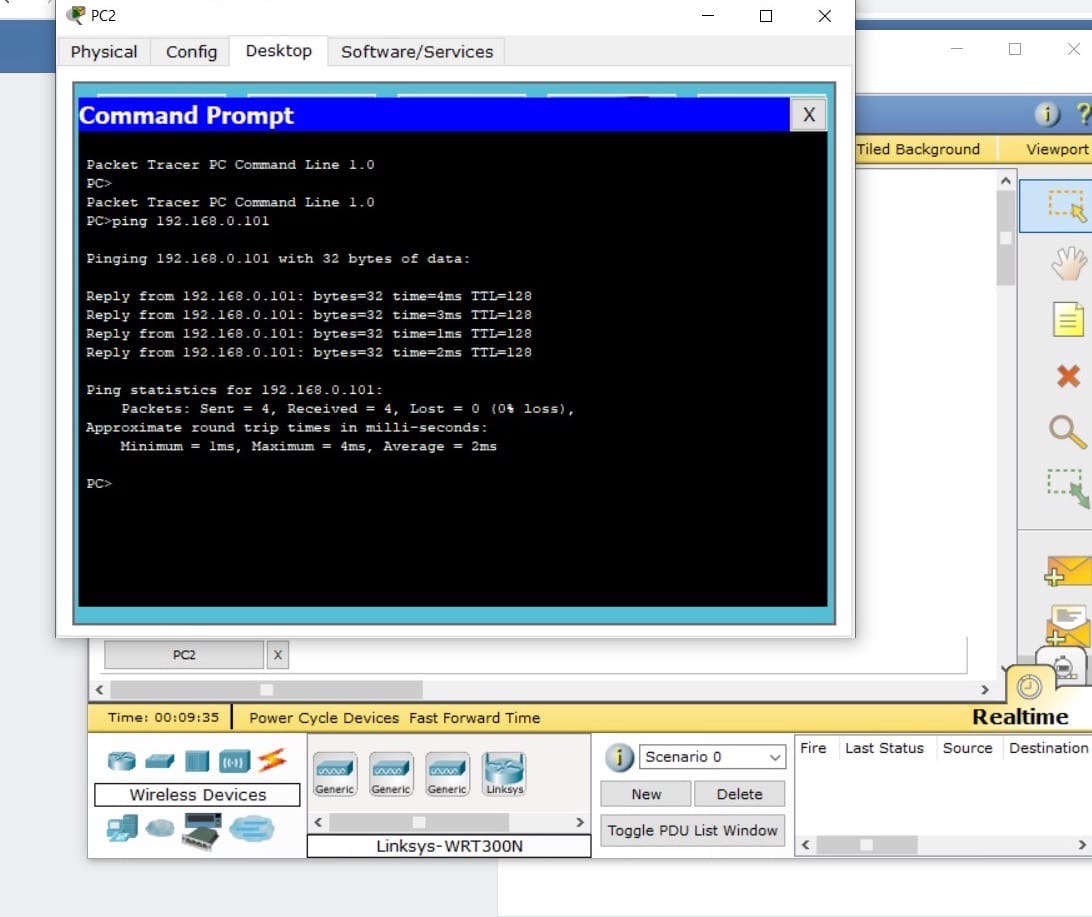 PC2
Physical Config Desktop Software/Services
Command Prompt X
Packet Tracer PC Command Line 1.0
PC>
Packet Tracer PC Command Line 1.0
PC>ping 192.168.0.101
Pinging 192.168.0.101 with 32 bytes of data:
Reply from 192.168.0.101: bytes=32 time=4ms TTL=128
Reply from 192.168.0.101: bytes=32 time=3ms TTL=128
Reply from 192.168.0.101: bytes=32 time=1ms TTL=128
Reply from 192.168.0.101: bytes=32 time=2ms TTL=128
Ping statistics for 192.168.0.101:
Packets: Sent = 4, Received = 4, Lost = 0 (0% loss),
Approximate round trip times in milli-seconds:
Minimum = 1ms, Maximum = 4ms, Average = 2ms
PC>
i ?
Tiled Background Viewport
PC2 X
Time: 00:09:35 Power Cycle Devices Fast Forward Time
Realtime
Wireless Devices
Generic Generic Generic Linksys
Linksys-WRT300N
i Scenario 0
New Delete
Toggle PDU List Window
Fire Last Status Source Destination